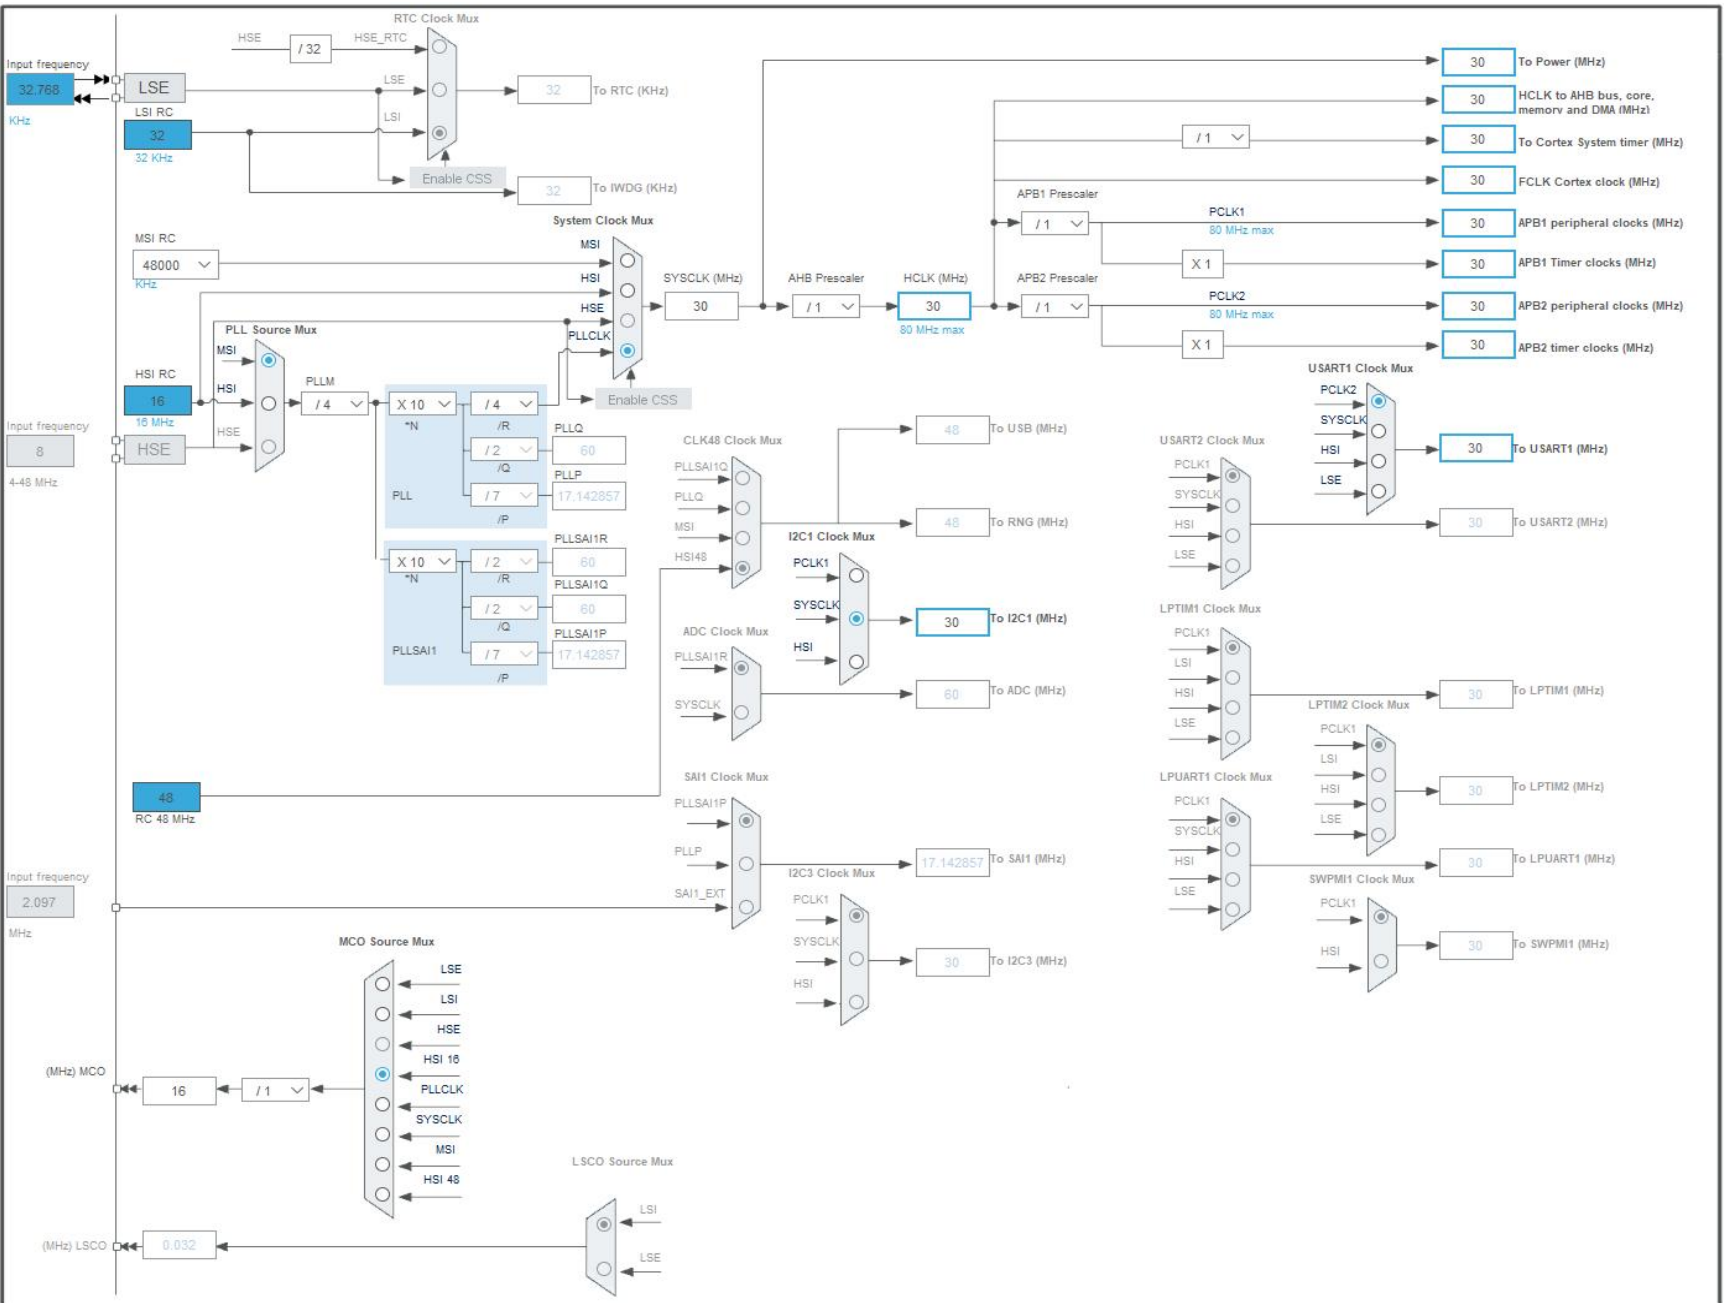 RTC Clock Mux
HSE
/ 32
HSE_RTC
Input frequency
32.768
KHz
LSE
LSE
32
To RTC (KHz)
LSI RC
32
32 KHz
LSI
Enable CSS
32
To IWDG (KHz)
30
To Power (MHz)
30
HCLK to AHB bus, core,
memory and DMA (MHz)
/ 1
30
To Cortex System timer (MHz)
30
FCLK Cortex clock (MHz)
APB1 Prescaler
/ 1
PCLK1
80 MHz max
30
APB1 peripheral clocks (MHz)
X 1
30
APB1 Timer clocks (MHz)
System Clock Mux
MSI RC
48000
KHz
MSI
HSI
HSE
PLLCLK
SYSCLK (MHz)
30
AHB Prescaler
/ 1
HCLK (MHz)
30
80 MHz max
APB2 Prescaler
/ 1
PCLK2
80 MHz max
30
APB2 peripheral clocks (MHz)
X 1
30
APB2 timer clocks (MHz)
PLL Source Mux
MSI
HSI RC
16
16 MHz
HSI
HSE
Input frequency
8
4-48 MHz
HSE
PLLM
/ 4
X 10
*N
/ 4
/R
PLLQ
/ 2
60
/Q
PLLP
PLL
/ 7
17.142857
/P
Enable CSS
PLLSAI1R
X 10
*N
/ 2
60
/R
PLLSAI1Q
/ 2
60
/Q
PLLSAI1P
PLLSAI1
/ 7
17.142857
/P
CLK48 Clock Mux
PLLSAI1Q
PLLQ
MSI
HSI48
48
To USB (MHz)
48
To RNG (MHz)
I2C1 Clock Mux
PCLK1
SYSCLK
HSI
30
To I2C1 (MHz)
ADC Clock Mux
PLLSAI1R
SYSCLK
60
To ADC (MHz)
USART1 Clock Mux
PCLK2
SYSCLK
HSI
LSE
30
To USART1 (MHz)
USART2 Clock Mux
PCLK1
SYSCLK
HSI
LSE
30
To USART2 (MHz)
LPTIM1 Clock Mux
PCLK1
LSI
HSI
LSE
30
To LPTIM1 (MHz)
LPTIM2 Clock Mux
PCLK1
LSI
HSI
LSE
30
To LPTIM2 (MHz)
48
RC 48 MHz
SAI1 Clock Mux
PLLSAI1P
PLLP
SAI1_EXT
17.142857
To SAI1 (MHz)
LPUART1 Clock Mux
PCLK1
SYSCLK
HSI
LSE
30
To LPUART1 (MHz)
Input frequency
2.097
MHz
I2C3 Clock Mux
PCLK1
SYSCLK
HSI
30
To I2C3 (MHz)
SWPMI1 Clock Mux
PCLK1
HSI
30
To SWPMI1 (MHz)
MCO Source Mux
LSE
LSI
HSE
HSI 16
PLLCLK
SYSCLK
MSI
HSI 48
(MHz) MCO
16
/ 1
LSCO Source Mux
LSI
LSE
(MHz) LSCO
0.032